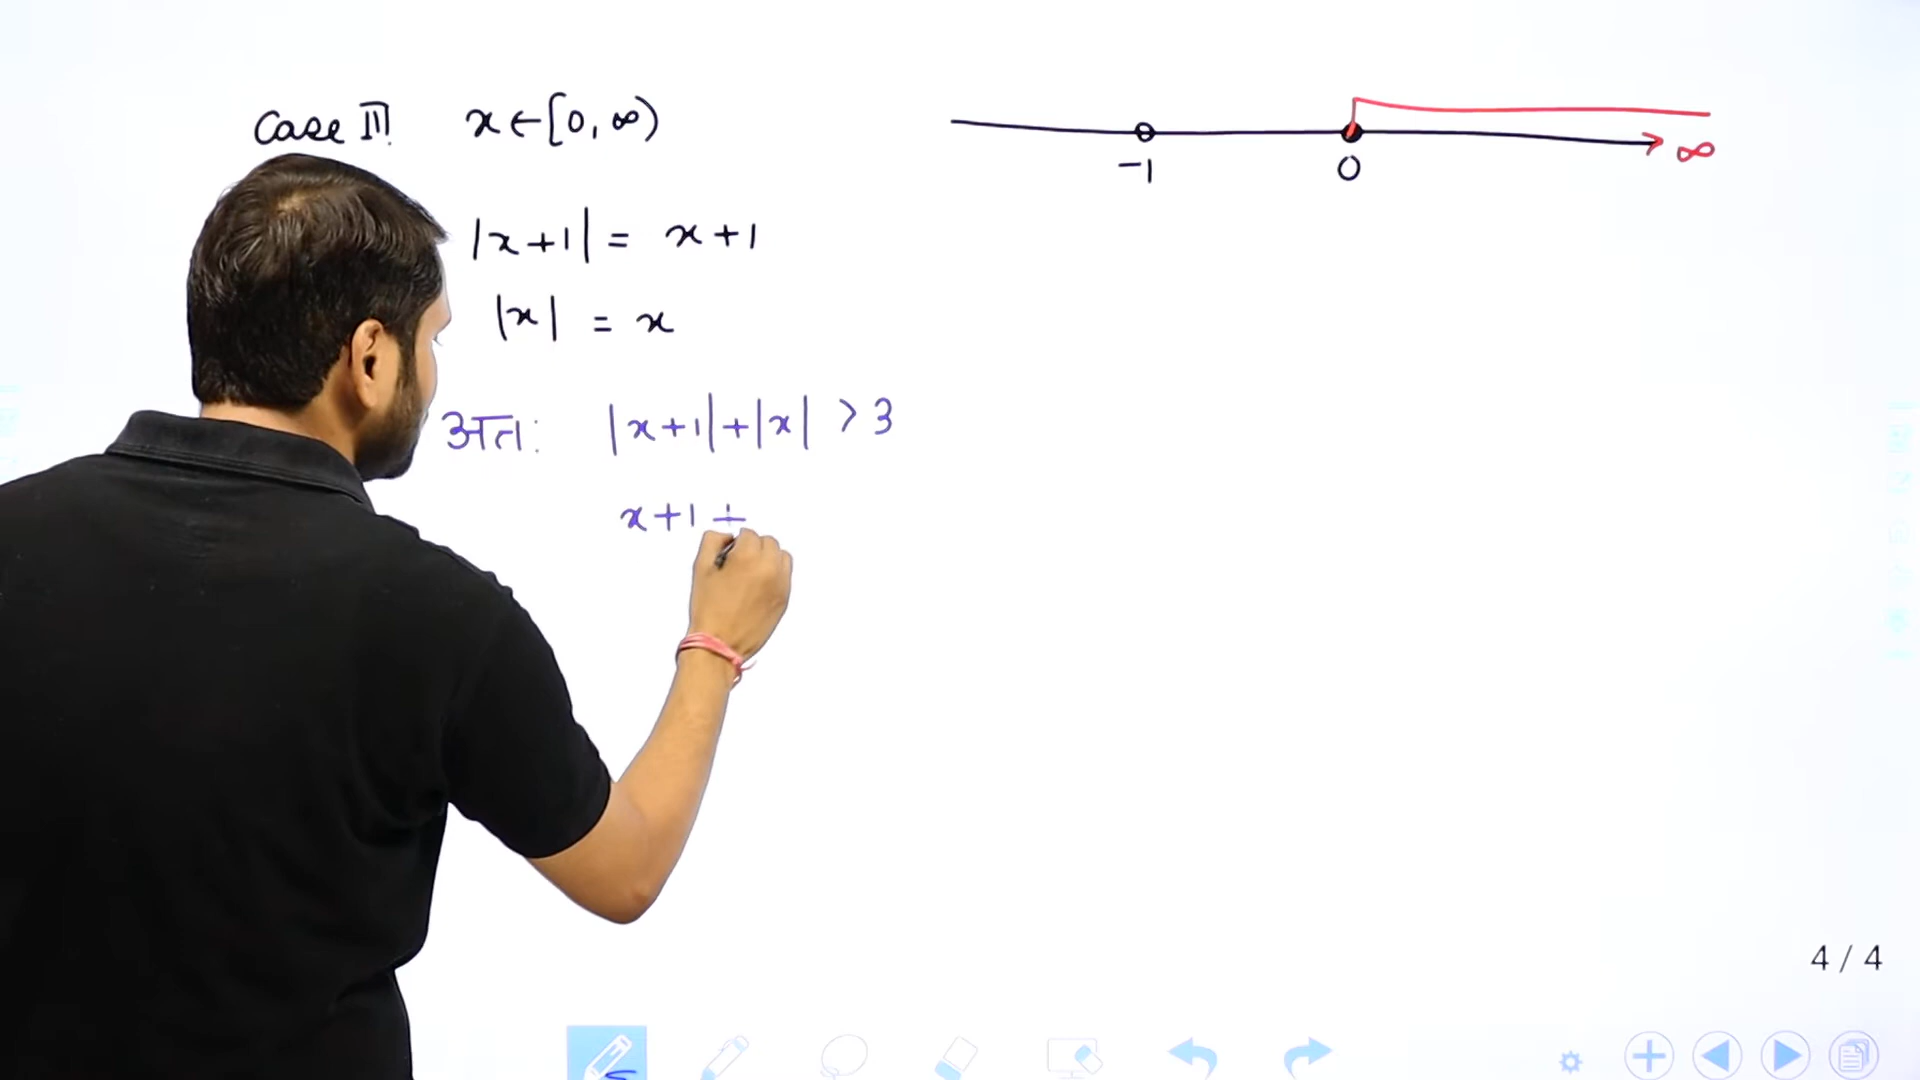 Case III x ∈ [0, ∞)
-1 0 ∞
|x+1| = x+1
|x| = x
अतः |x+1|+|x| > 3
x+1 +
4 / 4